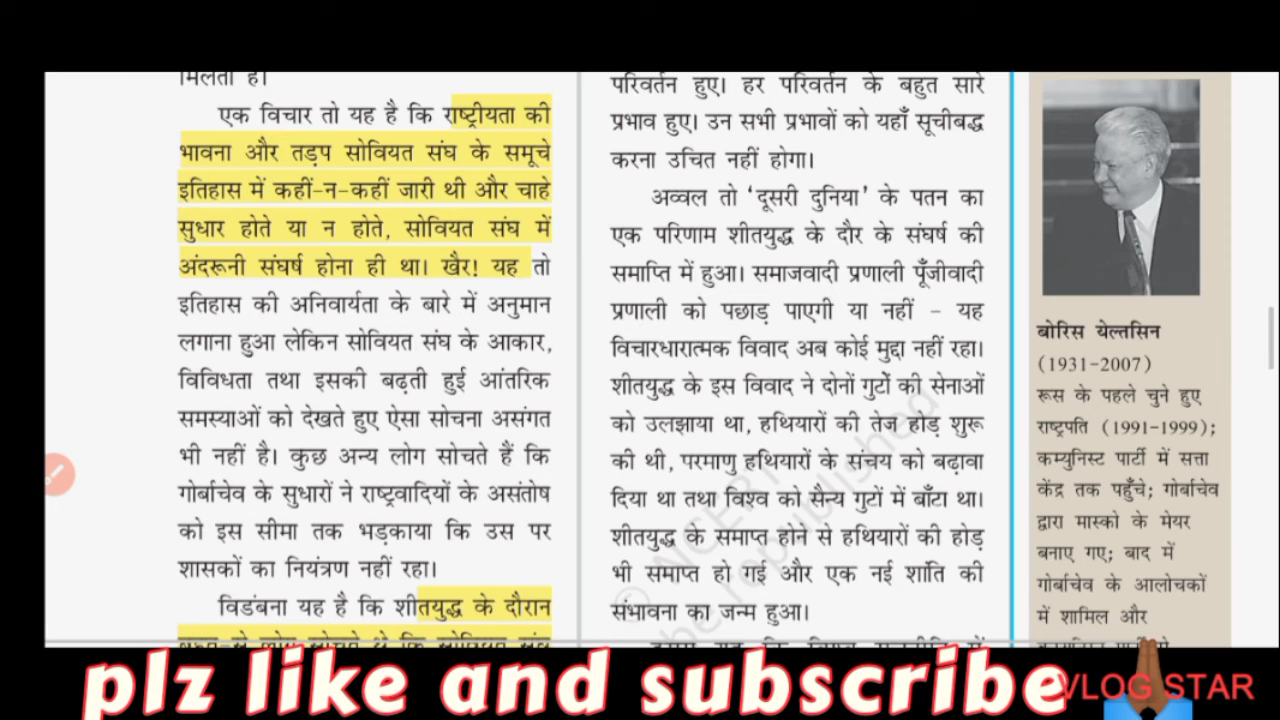 मिलता है।
एक विचार तो यह है कि राष्ट्रीयता की
भावना और तड़प सोवियत संघ के समूचे
इतिहास में कहीं-न-कहीं जारी थी और चाहे
सुधार होते या न होते, सोवियत संघ में
अंदरूनी संघर्ष होना ही था। खैर! यह तो
इतिहास की अनिवार्यता के बारे में अनुमान
लगाना हुआ लेकिन सोवियत संघ के आकार,
विविधता तथा इसकी बढ़ती हुई आंतरिक
समस्याओं को देखते हुए ऐसा सोचना असंगत
भी नहीं है। कुछ अन्य लोग सोचते हैं कि
गोर्बाचेव के सुधारों ने राष्ट्रवादियों के असंतोष
को इस सीमा तक भड़काया कि उस पर
शासकों का नियंत्रण नहीं रहा।
विडंबना यह है कि शीतयुद्ध के दौरान
परिवर्तन हुए। हर परिवर्तन के बहुत सारे
प्रभाव हुए। उन सभी प्रभावों को यहाँ सूचीबद्ध
करना उचित नहीं होगा।
अव्वल तो ‘दूसरी दुनिया’ के पतन का
एक परिणाम शीतयुद्ध के दौर के संघर्ष की
समाप्ति में हुआ। समाजवादी प्रणाली पूँजीवादी
प्रणाली को पछाड़ पाएगी या नहीं – यह
विचारधारात्मक विवाद अब कोई मुद्दा नहीं रहा।
शीतयुद्ध के इस विवाद ने दोनों गुटों की सेनाओं
को उलझाया था, हथियारों की तेज होड़ शुरू
की थी, परमाणु हथियारों के संचय को बढ़ावा
दिया था तथा विश्व को सैन्य गुटों में बाँटा था।
शीतयुद्ध के समाप्त होने से हथियारों की होड़
भी समाप्त हो गई और एक नई शांति की
संभावना का जन्म हुआ।
बोरिस येल्तसिन
(1931-2007)
रूस के पहले चुने हुए
राष्ट्रपति (1991-1999);
कम्युनिस्ट पार्टी में सत्ता
केंद्र तक पहुँचे; गोर्बाचेव
द्वारा मास्को के मेयर
बनाए गए; बाद में
गोर्बाचेव के आलोचकों
में शामिल और
© NCERT
be republished
plz like and subscribe
VLOG STAR